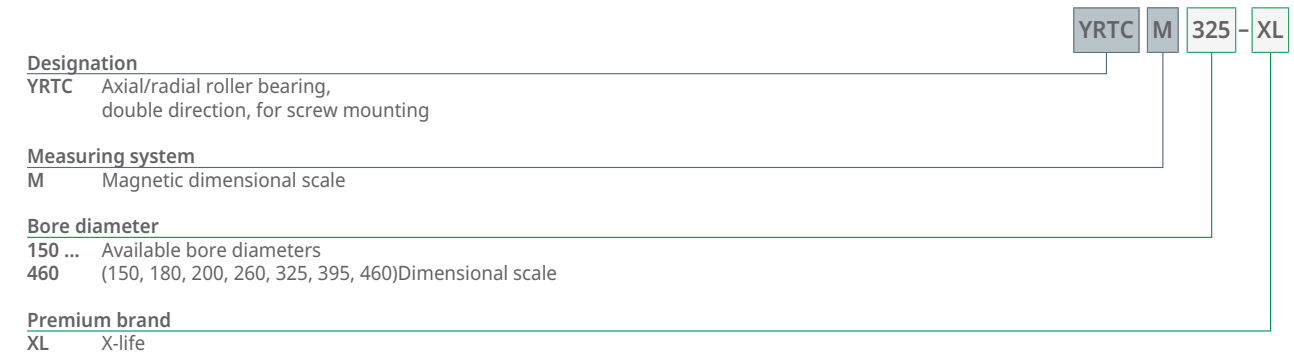 YRTC M 325 – XL
Designation
YRTC Axial/radial roller bearing,
double direction, for screw mounting
Measuring system
M Magnetic dimensional scale
Bore diameter
150 ... Available bore diameters
460 (150, 180, 200, 260, 325, 395, 460)Dimensional scale
Premium brand
XL X-life